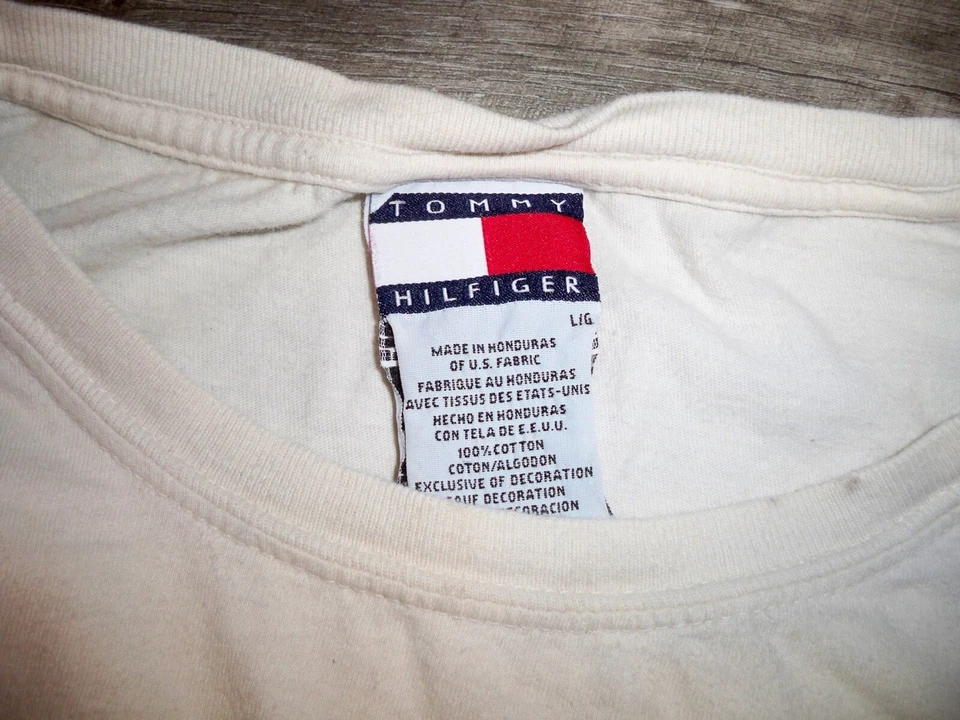 TOMMY
HILFIGER
L/G
MADE IN HONDURAS
OF U.S. FABRIC
FABRIQUE AU HONDURAS
AVEC TISSUS DES ETATS-UNIS
HECHO EN HONDURAS
CON TELA DE E.E.U.U.
100% COTTON
COTON/ALGODON
EXCLUSIVE OF DECORATION
DECORATION